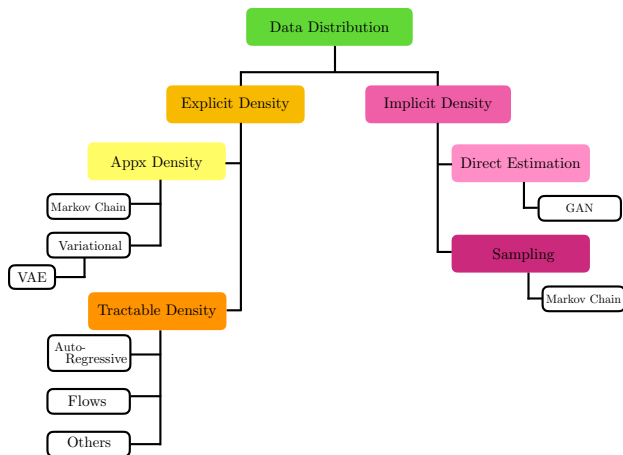 Data Distribution
Explicit Density
Implicit Density
Appx Density
Direct Estimation
Markov Chain
GAN
Variational
Sampling
VAE
Markov Chain
Tractable Density
Auto-
Regressive
Flows
Others